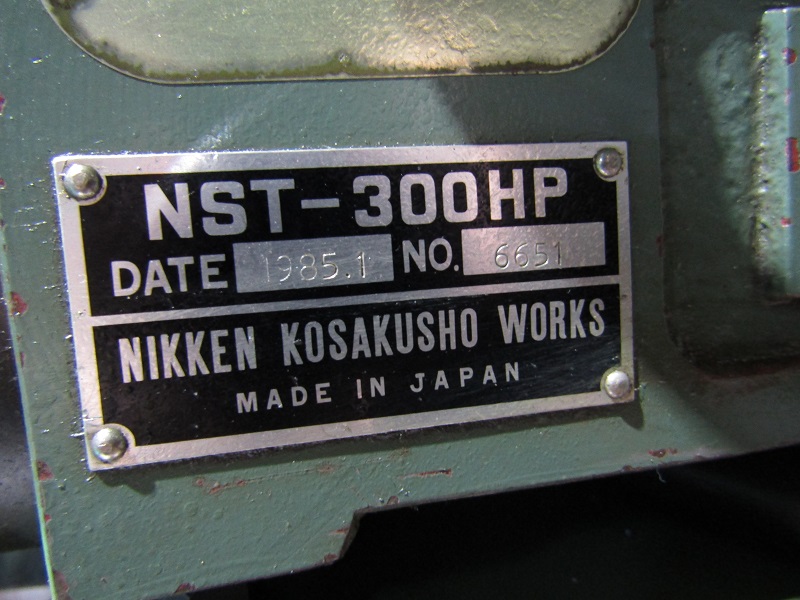 NST-300HP
DATE 1985.1 NO. 6651
NIKKEN KOSAKUSHO WORKS
MADE IN JAPAN